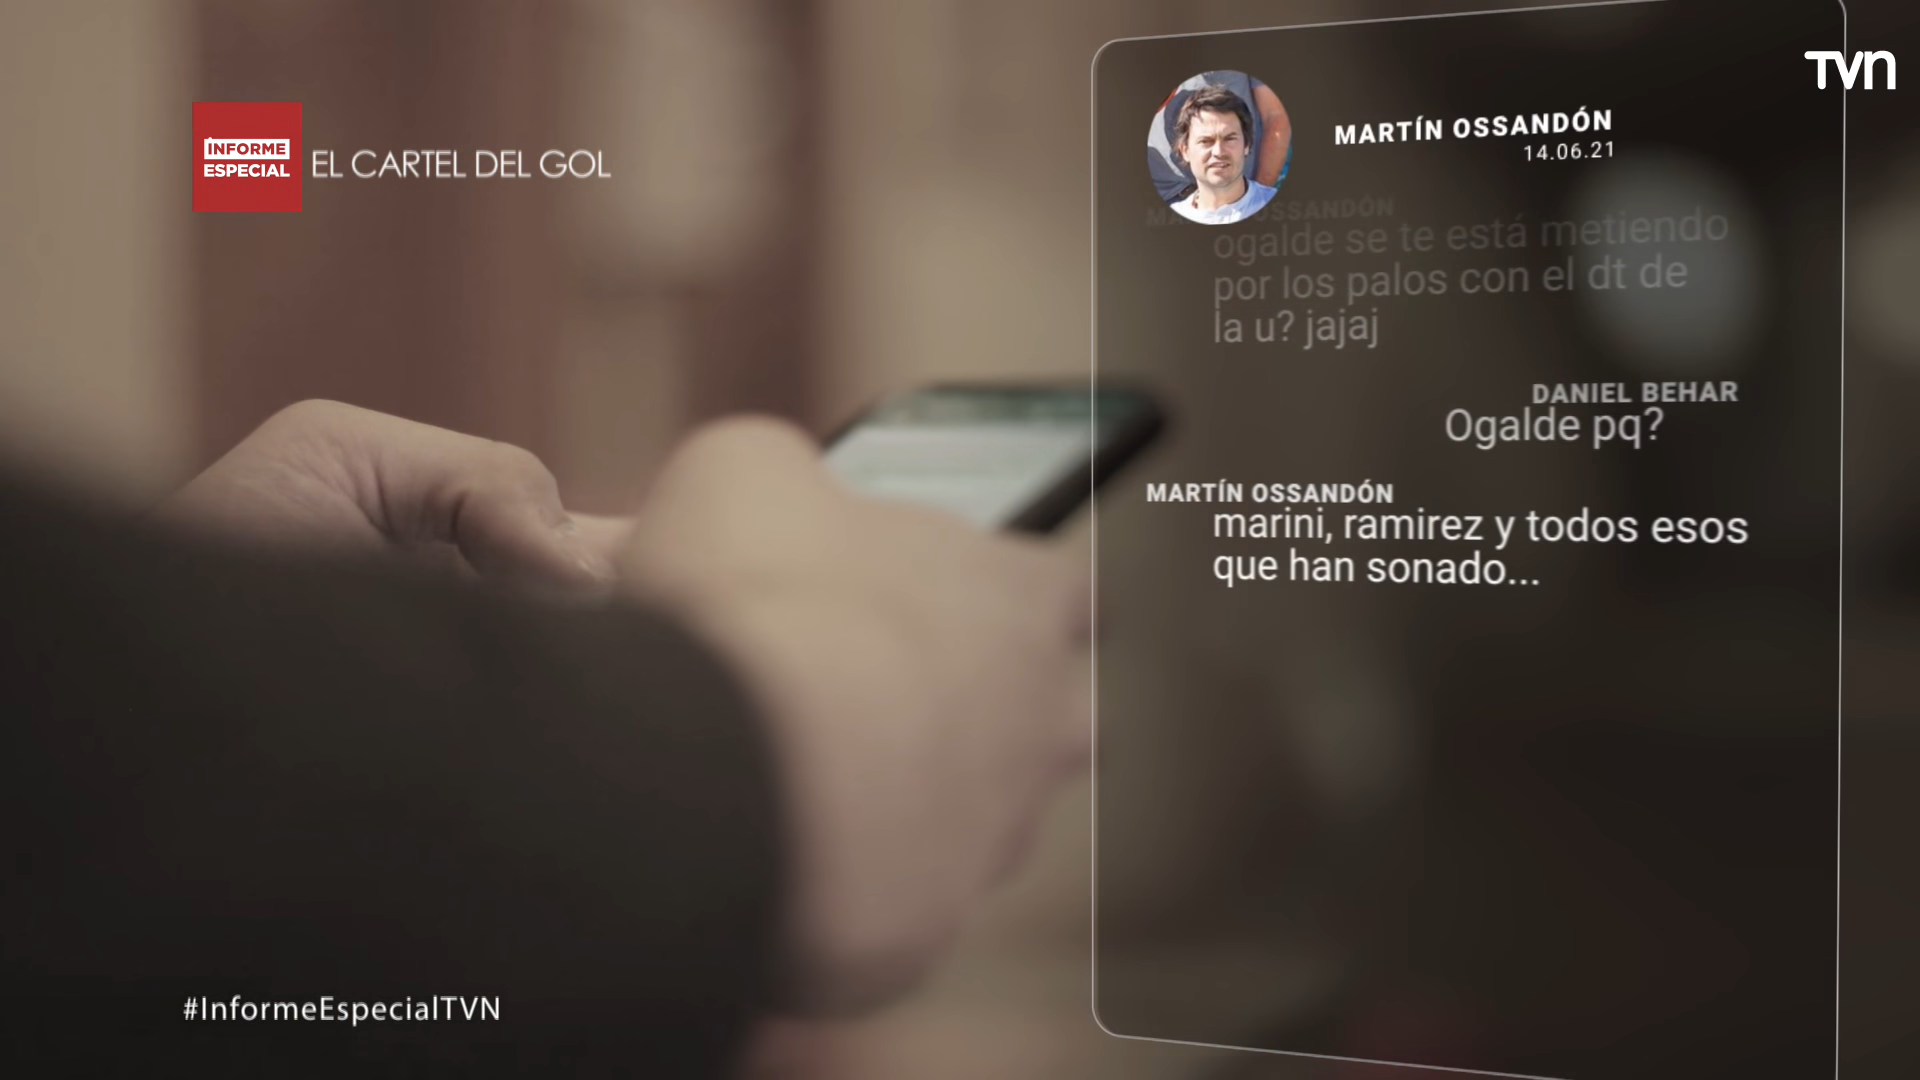 TVN
INFORME
ESPECIAL
EL CARTEL DEL GOL
MARTÍN OSSANDÓN
14.06.21
OSSANDÓN
ogalde se te está metiendo
por los palos con el dt de
la u? jajaj
DANIEL BEHAR
Ogalde pq?
MARTÍN OSSANDÓN
marini, ramirez y todos esos
que han sonado...
#InformeEspecialTVN